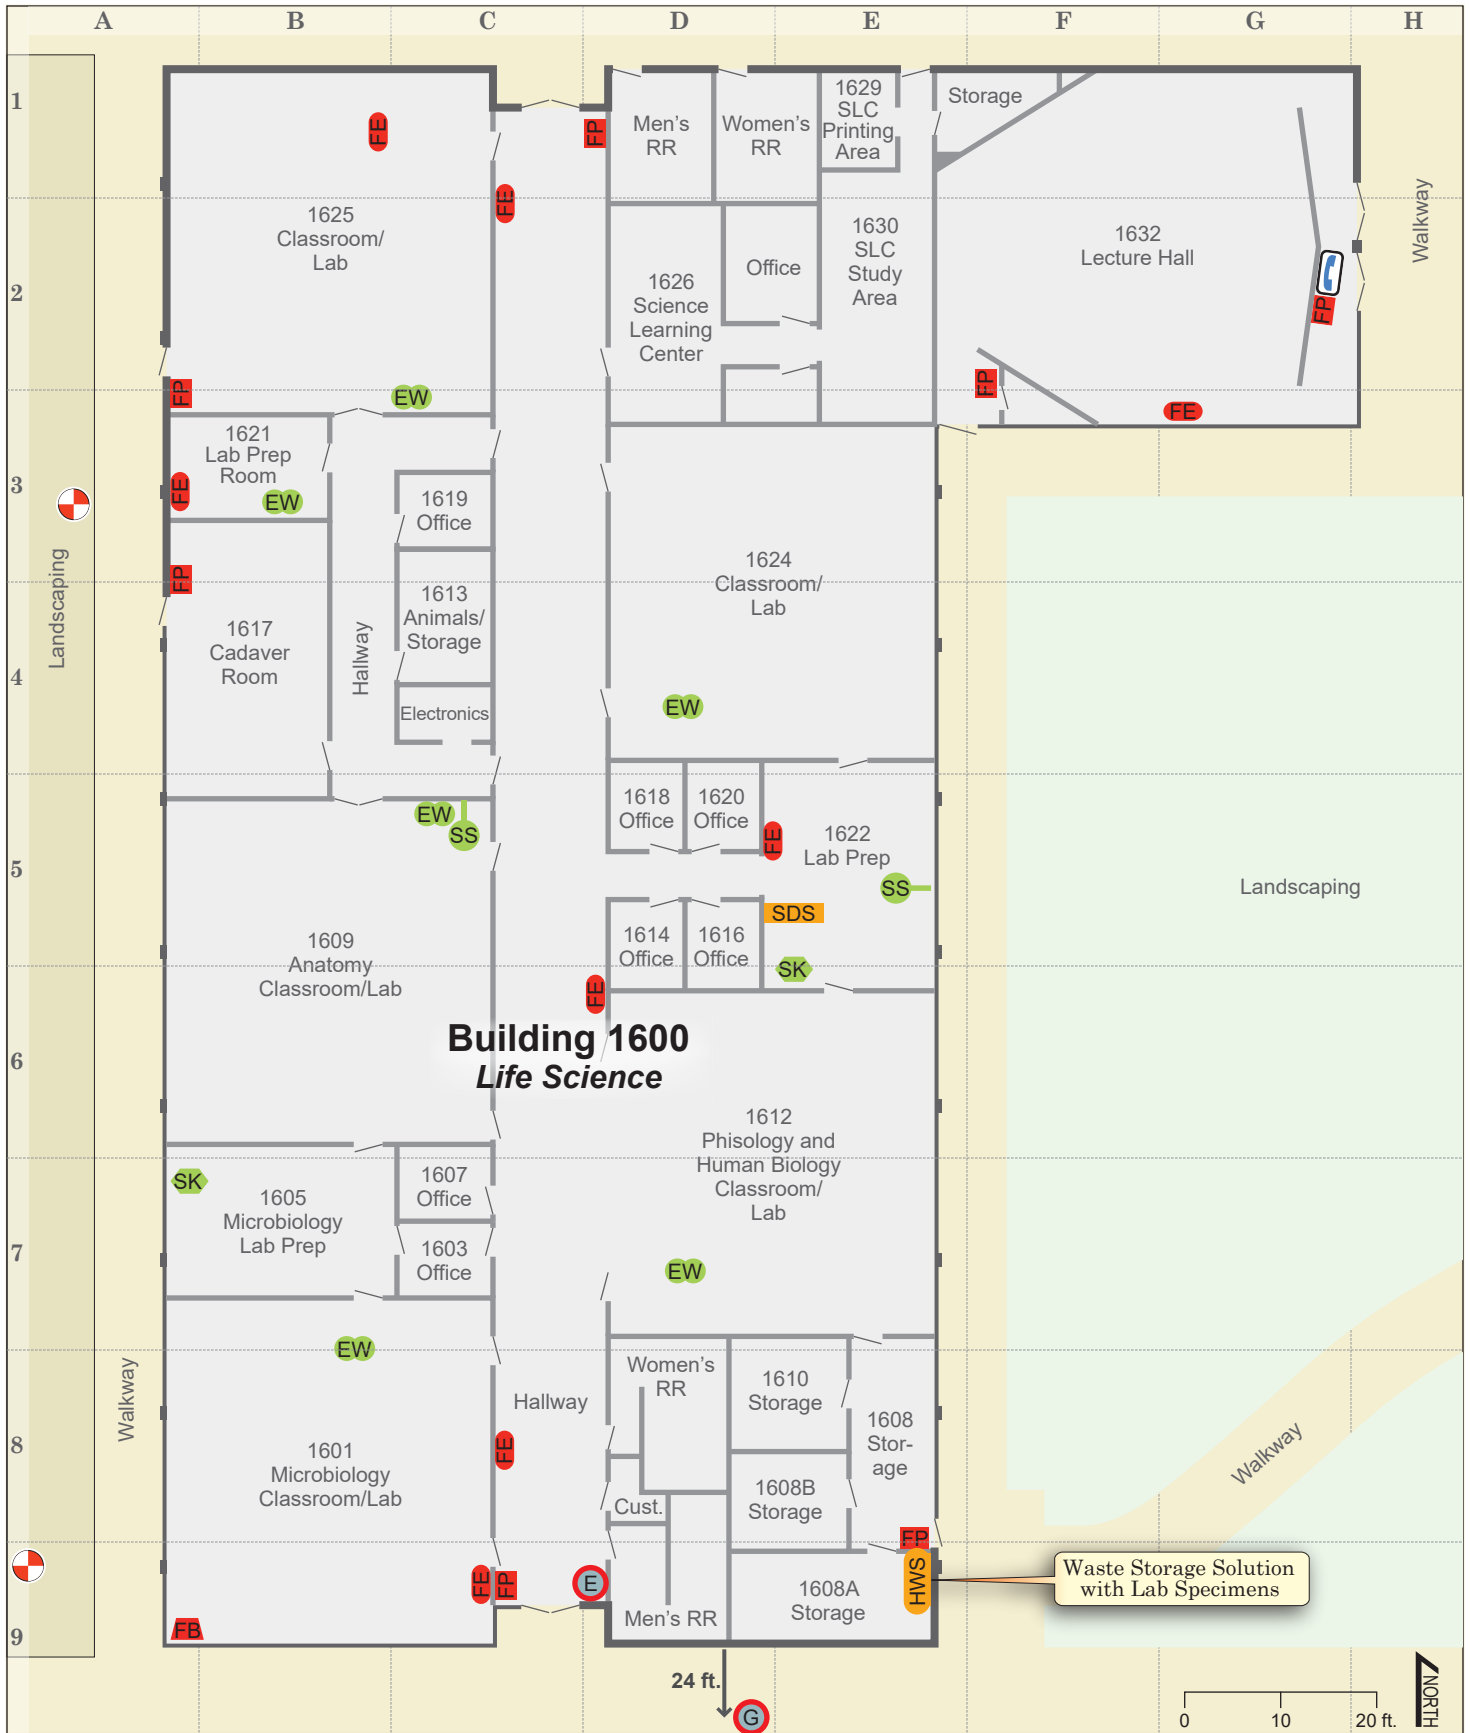 A B C D E F G H
1
2
3
4
5
6
7
8
9
FE
FP
Men's
RR
Women's
RR
1629
SLC
Printing
Area
Storage
FE
1625
Classroom/
Lab
1626
Science
Learning
Center
Office
1630
SLC
Study
Area
1632
Lecture Hall
Walkway
FP
FP
EW
FP
FE
1621
Lab Prep
Room
FE
EW
1619
Office
Landscaping
FP
1613
Animals/
Storage
1617
Cadaver
Room
Hallway
Electronics
1624
Classroom/
Lab
EW
EW
SS
1618
Office
1620
Office
FE
1622
Lab Prep
SS
SDS
1614
Office
1616
Office
SK
Landscaping
1609
Anatomy
Classroom/Lab
FE
Building 1600
Life Science
1612
Phisology and
Human Biology
Classroom/
Lab
SK
1605
Microbiology
Lab Prep
1607
Office
1603
Office
EW
EW
Walkway
Hallway
Women's
RR
1610
Storage
1608
Stor-
age
1601
Microbiology
Classroom/Lab
FE
Cust.
1608B
Storage
Walkway
FP
HWS
Waste Storage Solution
with Lab Specimens
FE
FP
E
1608A
Storage
Men's RR
FB
24 ft.
G
0 10 20 ft.
NORTH